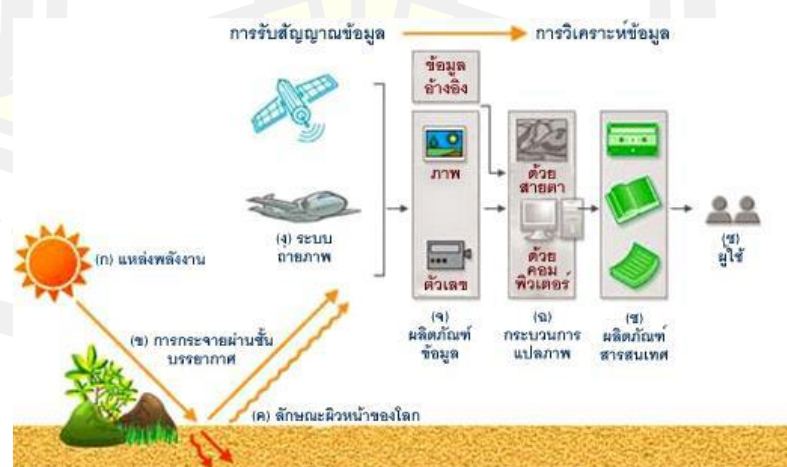 การรับสัญญาณข้อมูล
การวิเคราะห์ข้อมูล
ข้อมูล
อ้างอิง
ภาพ
ตัวเลข
ด้วย
สายตา
ด้วย
คอม
พิวเตอร์
(ก) แหล่งพลังงาน
(ง) ระบบ
ถ่ายภาพ
(ข) การกระจายผ่านชั้น
บรรยากาศ
(ค) ลักษณะผิวหน้าของโลก
(จ)
ผลิตภัณฑ์
ข้อมูล
(ฉ)
กระบวนการ
แปลภาพ
(ช)
ผลิตภัณฑ์
สารสนเทศ
(ซ)
ผู้ใช้